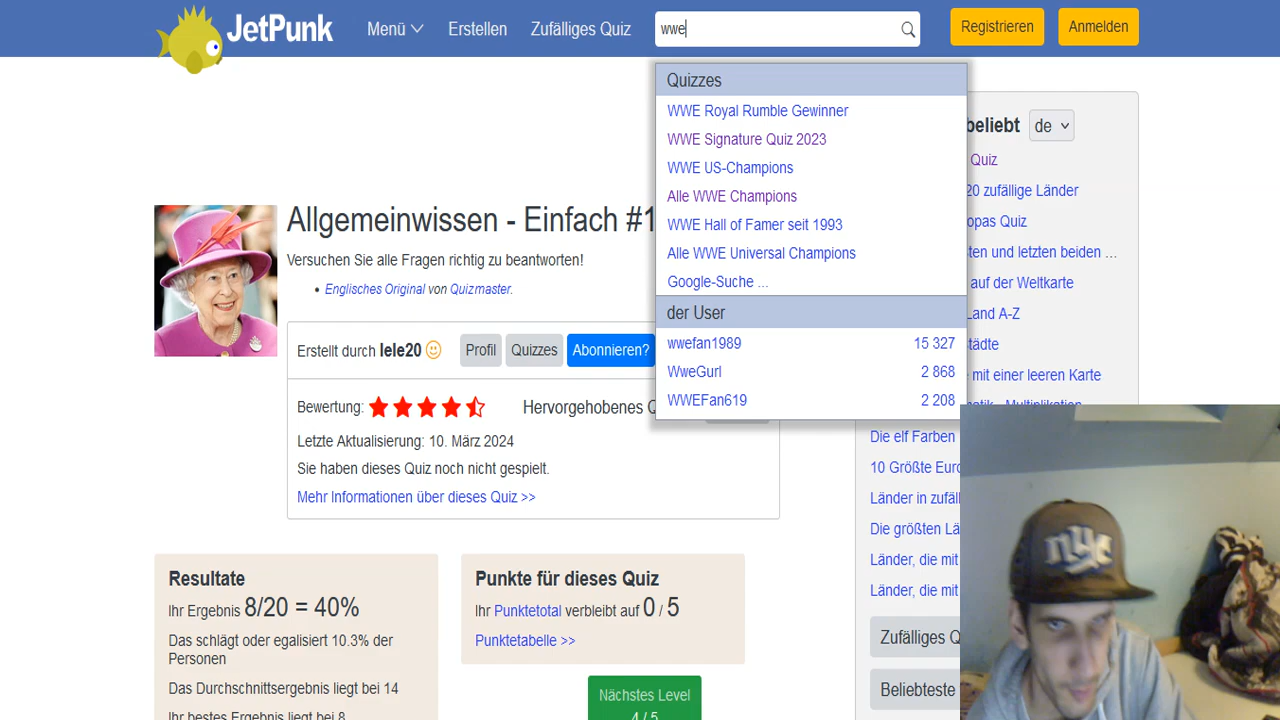 JetPunk
Menü
Erstellen
Zufälliges Quiz
wwe
Registrieren
Anmelden
Quizzes
WWE Royal Rumble Gewinner
WWE Signature Quiz 2023
WWE US-Champions
Alle WWE Champions
WWE Hall of Famer seit 1993
Alle WWE Universal Champions
Google-Suche ...
der User
wwefan1989 15 327
WweGurl 2 868
WWEFan619 2 208
Allgemeinwissen - Einfach #1
Versuchen Sie alle Fragen richtig zu beantworten!
• Englisches Original von Quizmaster.
Erstellt durch lele20
Profil
Quizzes
Abonnieren?
Bewertung:
Hervorgehobenes
Letzte Aktualisierung: 10. März 2024
Sie haben dieses Quiz noch nicht gespielt.
Mehr Informationen über dieses Quiz >>
Resultate
Ihr Ergebnis 8/20 = 40%
Das schlägt oder egalisiert 10.3% der
Personen
Das Durchschnittsergebnis liegt bei 14
Ihr bestes Ergebnis liegt bei 8
Punkte für dieses Quiz
Ihr Punktetotal verbleibt auf 0 / 5
Punktetabelle >>
Nächstes Level
4 / 5
beliebt de
Quiz
20 zufällige Länder
opas Quiz
ten und letzten beiden ...
auf der Weltkarte
Land A-Z
tädte
mit einer leeren Karte
Die elf Farben
10 Größte Euro
Länder in zufäl
Die größten Lä
Länder, die mit
Länder, die mit
Zufälliges Q
Beliebteste
nyc